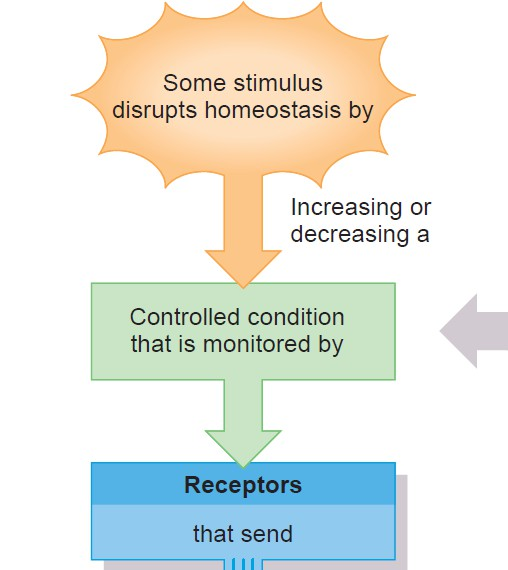 Some stimulus
disrupts homeostasis by
Increasing or
decreasing a
Controlled condition
that is monitored by
Receptors
that send